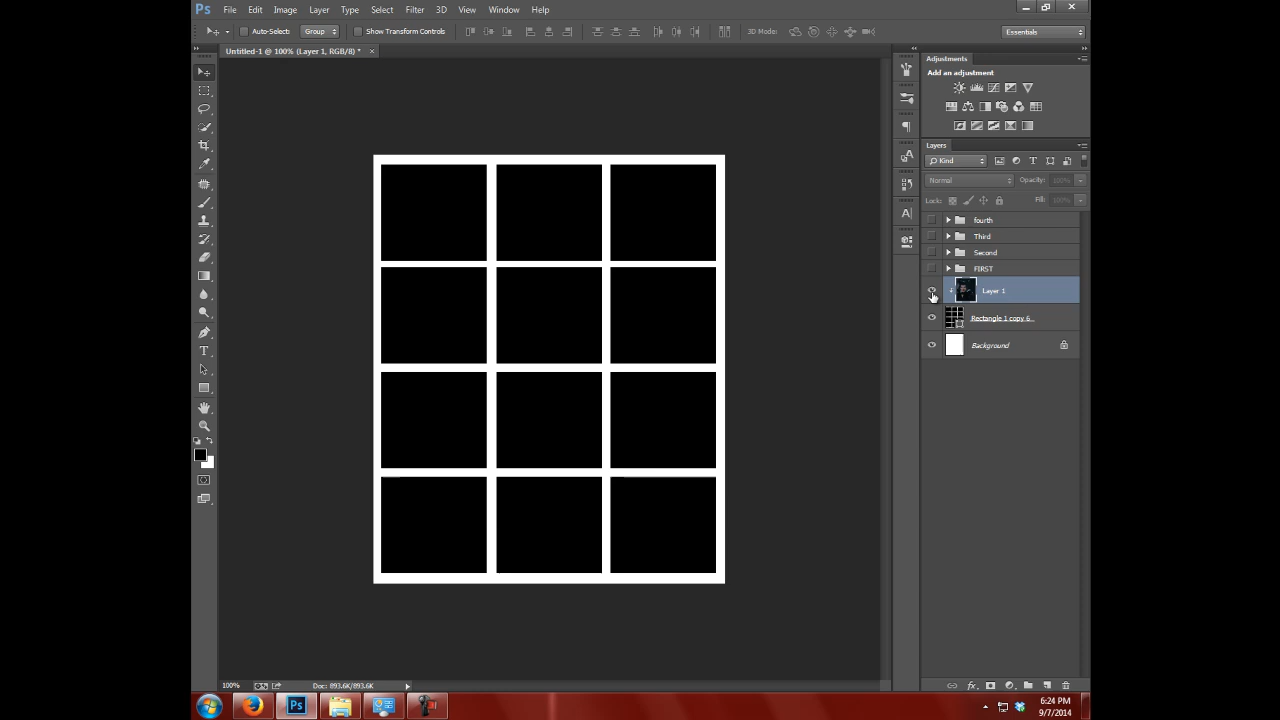 Ps File Edit Image Layer Type Select Filter 3D View Window Help
Auto-Select: Group Show Transform Controls 3D Mode: Essentials
Untitled-1 @ 100% (Layer 1, RGB/8) * ×
Adjustments
Add an adjustment
Layers
Kind
Normal Opacity: 100%
Lock: Fill: 100%
fourth
Third
Second
FIRST
Layer 1
Rectangle 1 copy 6
Background
100% Doc: 893.6K/893.6K
Ps 6:24 PM
9/7/2014